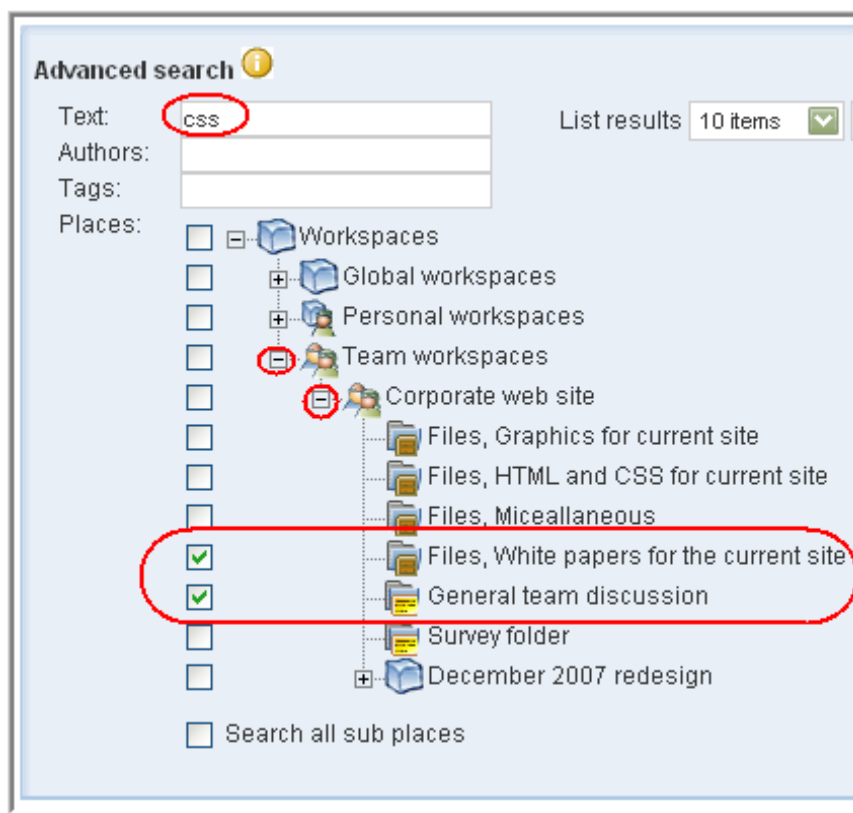 Advanced search
Text: css List results 10 items
Authors:
Tags:
Places: Workspaces
Global workspaces
Personal workspaces
Team workspaces
Corporate web site
Files, Graphics for current site
Files, HTML and CSS for current site
Files, Miceallaneous
Files, White papers for the current site
General team discussion
Survey folder
December 2007 redesign
Search all sub places